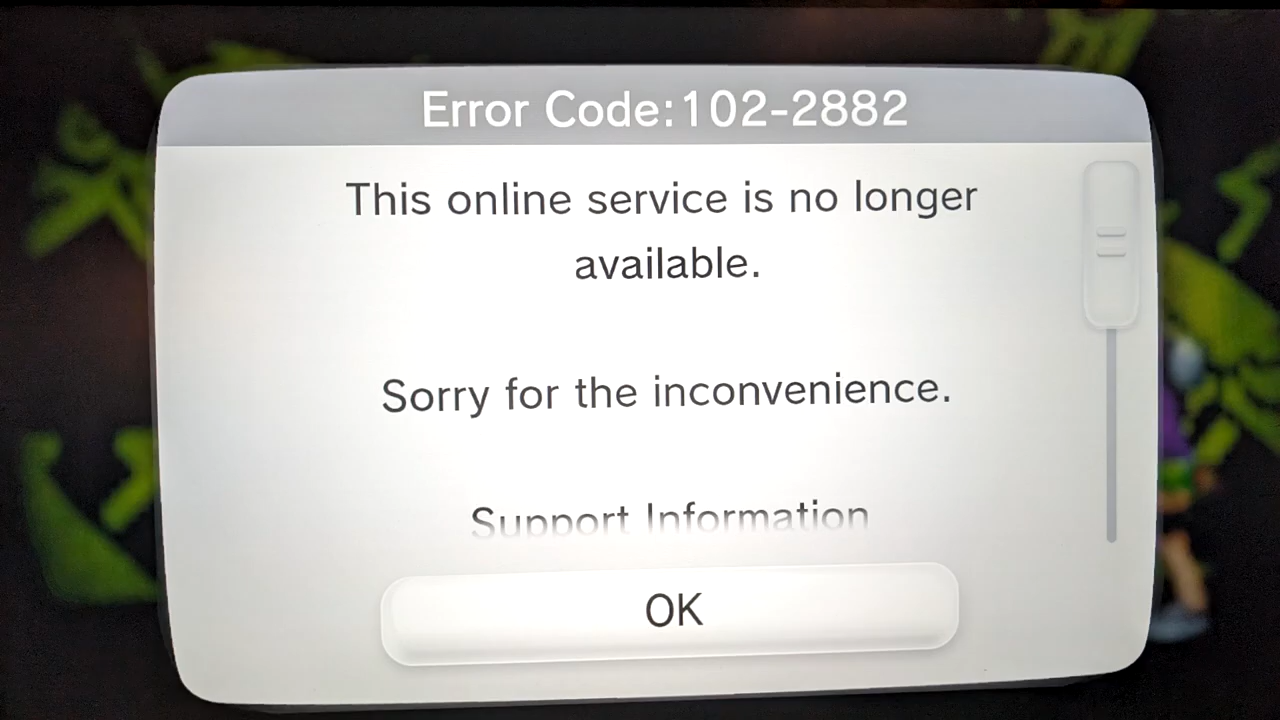 Error Code:102-2882
This online service is no longer
available.
Sorry for the inconvenience.
Support Information
OK